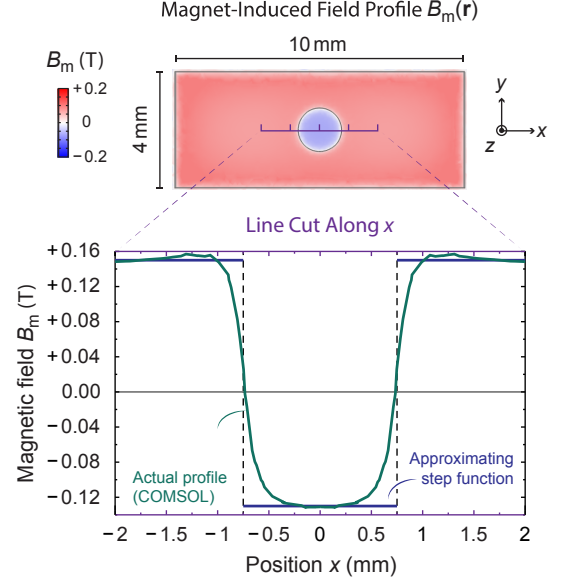 Magnet-Induced Field Profile Bm(r)
10 mm
Bm (T)
+ 0.2
0
− 0.2
4 mm
y
x
z
Line Cut Along x
Magnetic field Bm (T)
+ 0.16
+ 0.12
+ 0.08
+ 0.04
0.00
− 0.04
− 0.08
− 0.12
Actual profile
(COMSOL)
Approximating
step function
− 2 −1.5 −1 − 0.5 0 0.5 1 1.5 2
Position x (mm)